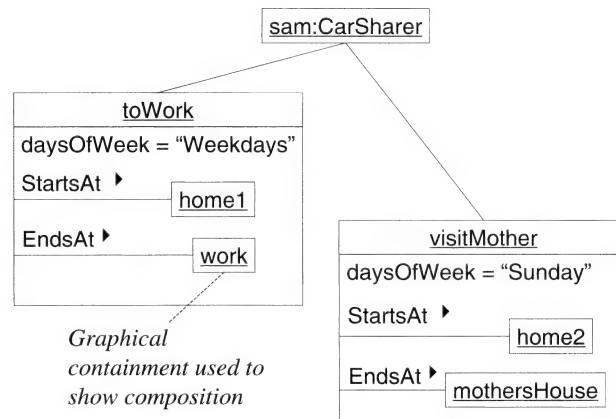 sam:CarSharer
toWork
daysOfWeek = “Weekdays”
StartsAt
home1
EndsAt
work
Graphical
containment used to
show composition
visitMother
daysOfWeek = “Sunday”
StartsAt
home2
EndsAt
mothersHouse